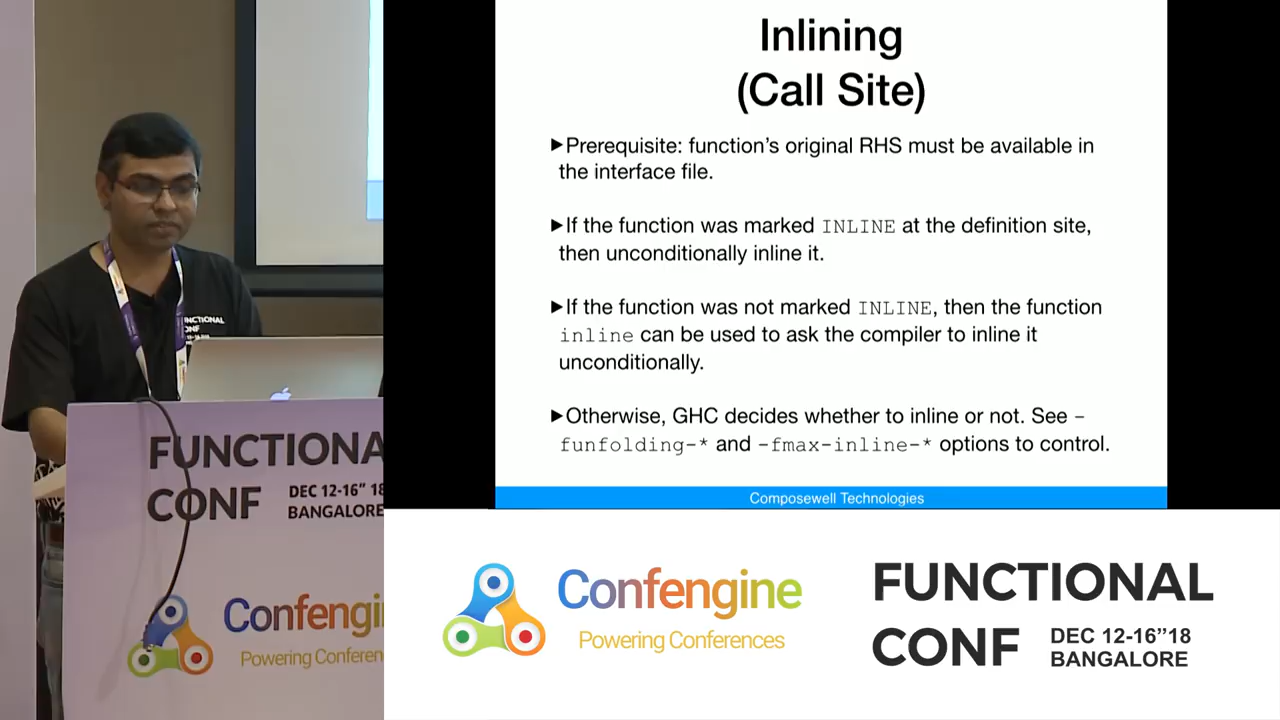 Inlining
(Call Site)
▶Prerequisite: function's original RHS must be available in
the interface file.
▶If the function was marked INLINE at the definition site,
then unconditionally inline it.
▶If the function was not marked INLINE, then the function
inline can be used to ask the compiler to inline it
unconditionally.
▶Otherwise, GHC decides whether to inline or not. See -
funfolding-* and -fmax-inline-* options to control.
Composewell Technologies
CONF
FUNCTIONA
CONF
DEC 12-16" 18
BANGALORE
Confengine
Powering Conferen
Confengine
Powering Conferences
FUNCTIONAL
CONF
DEC 12-16"18
BANGALORE